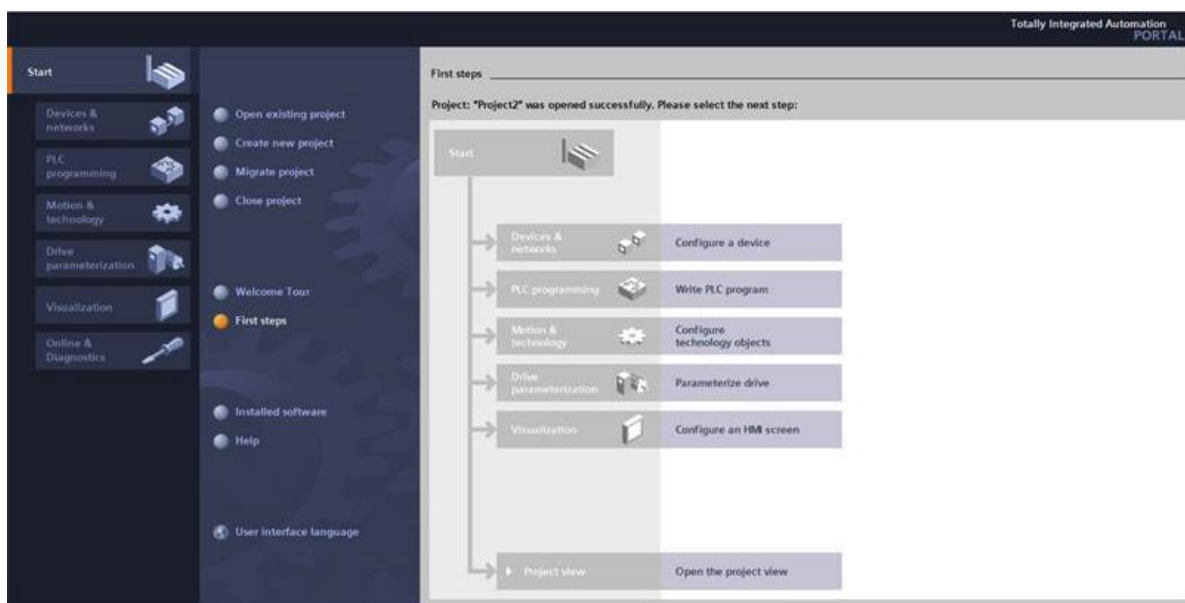 Totally Integrated Automation
PORTAL
Start
Devices &
networks
PLC
programming
Motion &
technology
Drive
parameterization
Visualization
Online &
Diagnostics
Open existing project
Create new project
Migrate project
Close project
Welcome Tour
First steps
Installed software
Help
User interface language
First steps
Project: "Project2" was opened successfully. Please select the next step:
Start
Devices &
networks
Configure a device
PLC programming
Write PLC program
Motion &
technology
Configure
technology objects
Drive
parameterization
Parameterize drive
Visualization
Configure an HMI screen
Project view
Open the project view